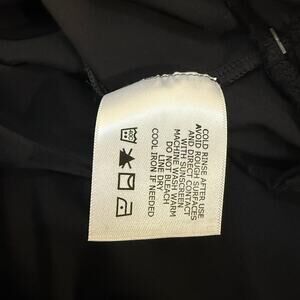 COLD RINSE AFTER USE
AVOID ROUGH SURFACES
AND DIRECT CONTACT
WITH SUNSCREEN
MACHINE WASH WARM
DO NOT BLEACH
LINE DRY
COOL IRON IF NEEDED